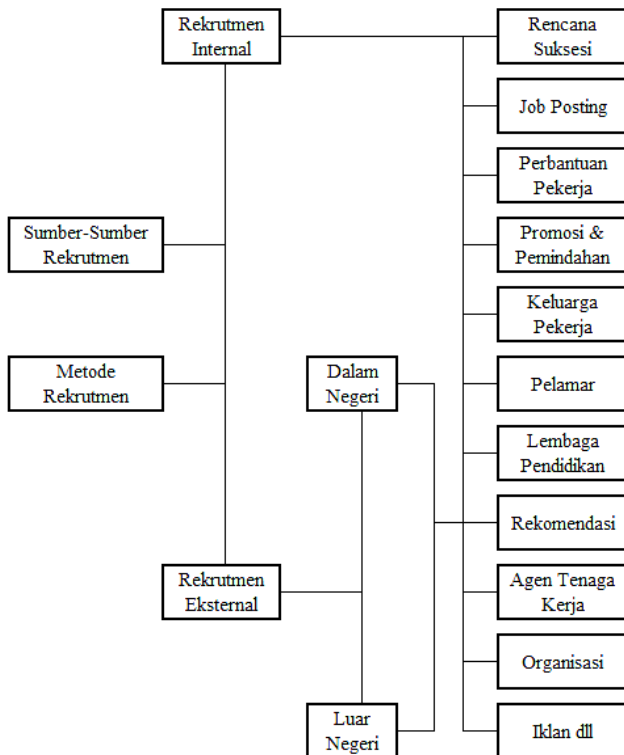 Rekrutmen
Internal
Rencana
Suksesi
Job Posting
Perbantuan
Pekerja
Sumber-Sumber
Rekrutmen
Promosi &
Pemindahan
Keluarga
Pekerja
Metode
Rekrutmen
Dalam
Negeri
Pelamar
Lembaga
Pendidikan
Rekomendasi
Rekrutmen
Eksternal
Agen Tenaga
Kerja
Organisasi
Luar
Negeri
Iklan dll